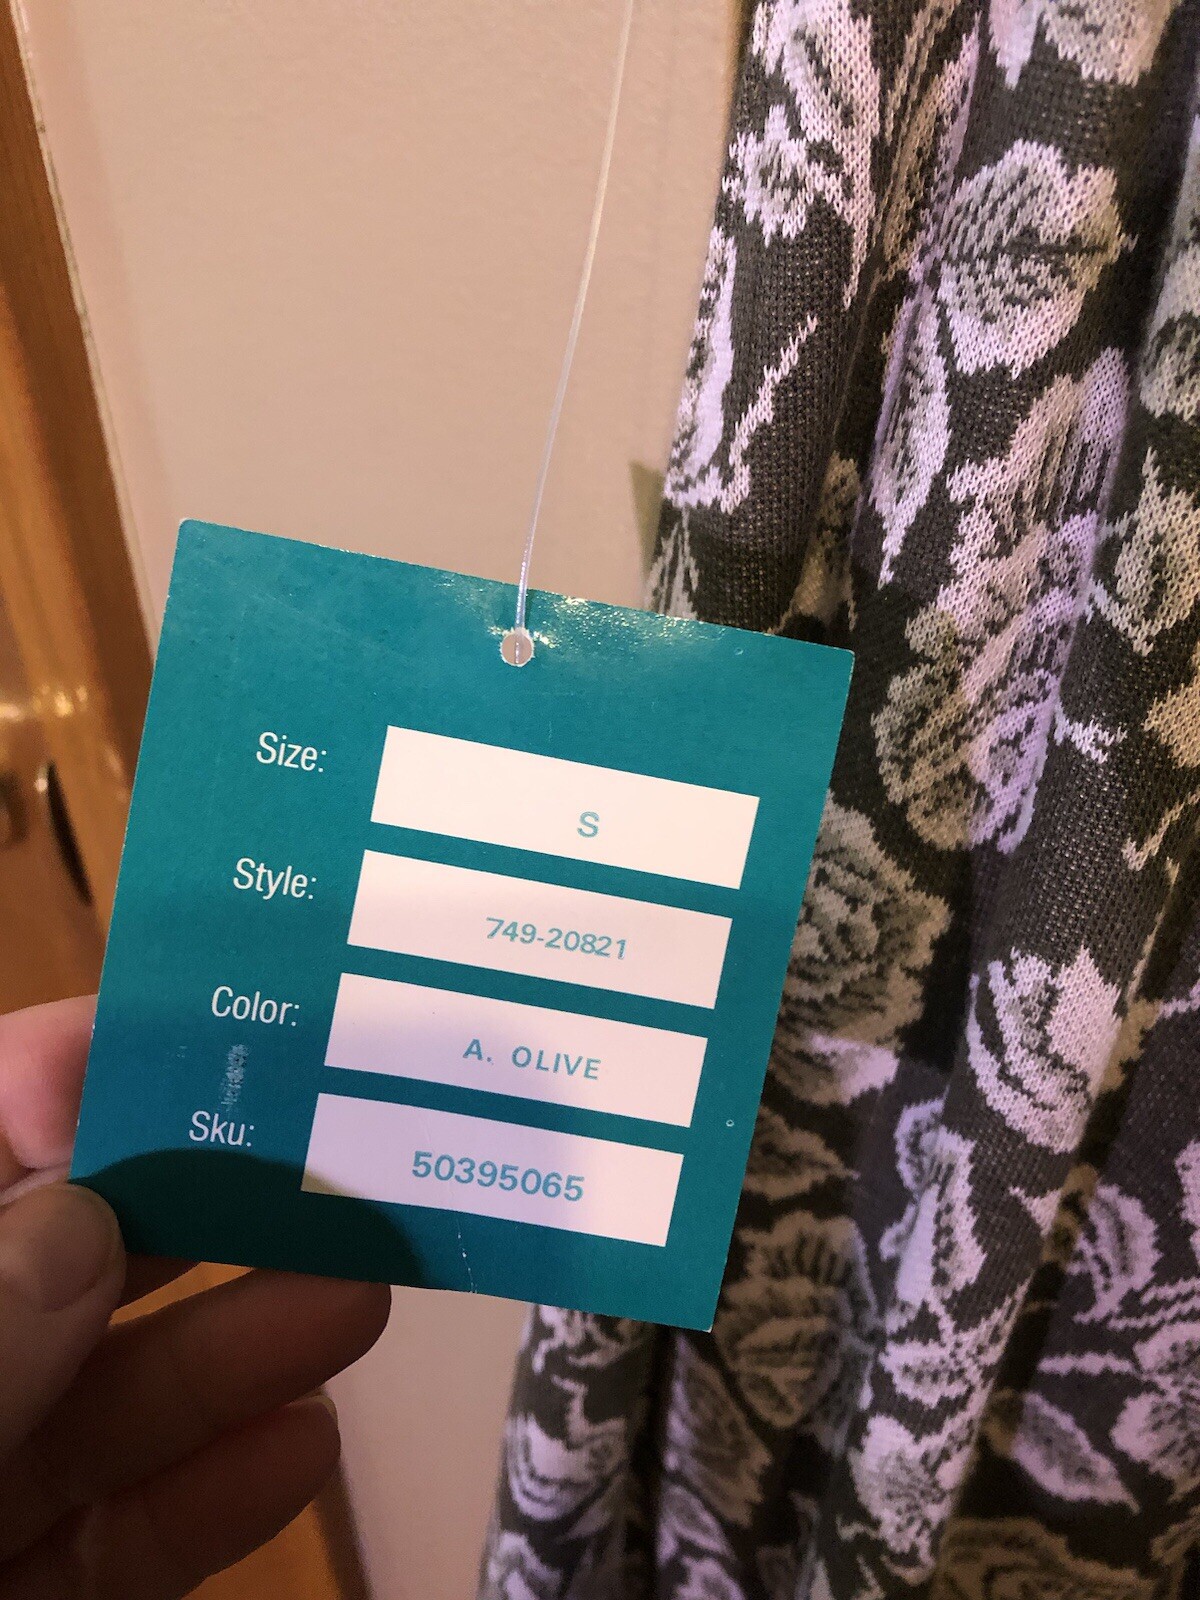 Size: S
Style: 749-20821
Color: A. OLIVE
Sku: 50395065